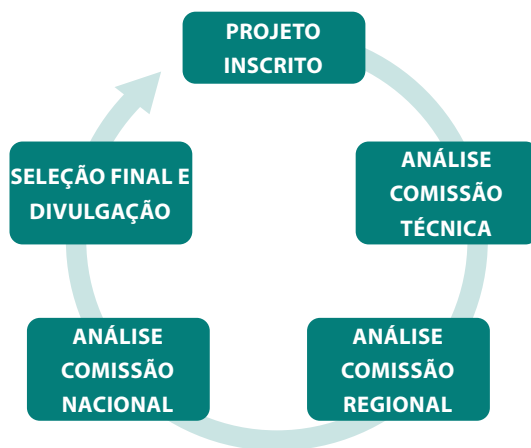 PROJETO
INSCRITO
ANÁLISE
COMISSÃO
TÉCNICA
ANÁLISE
COMISSÃO
REGIONAL
ANÁLISE
COMISSÃO
NACIONAL
SELEÇÃO FINAL E
DIVULGAÇÃO